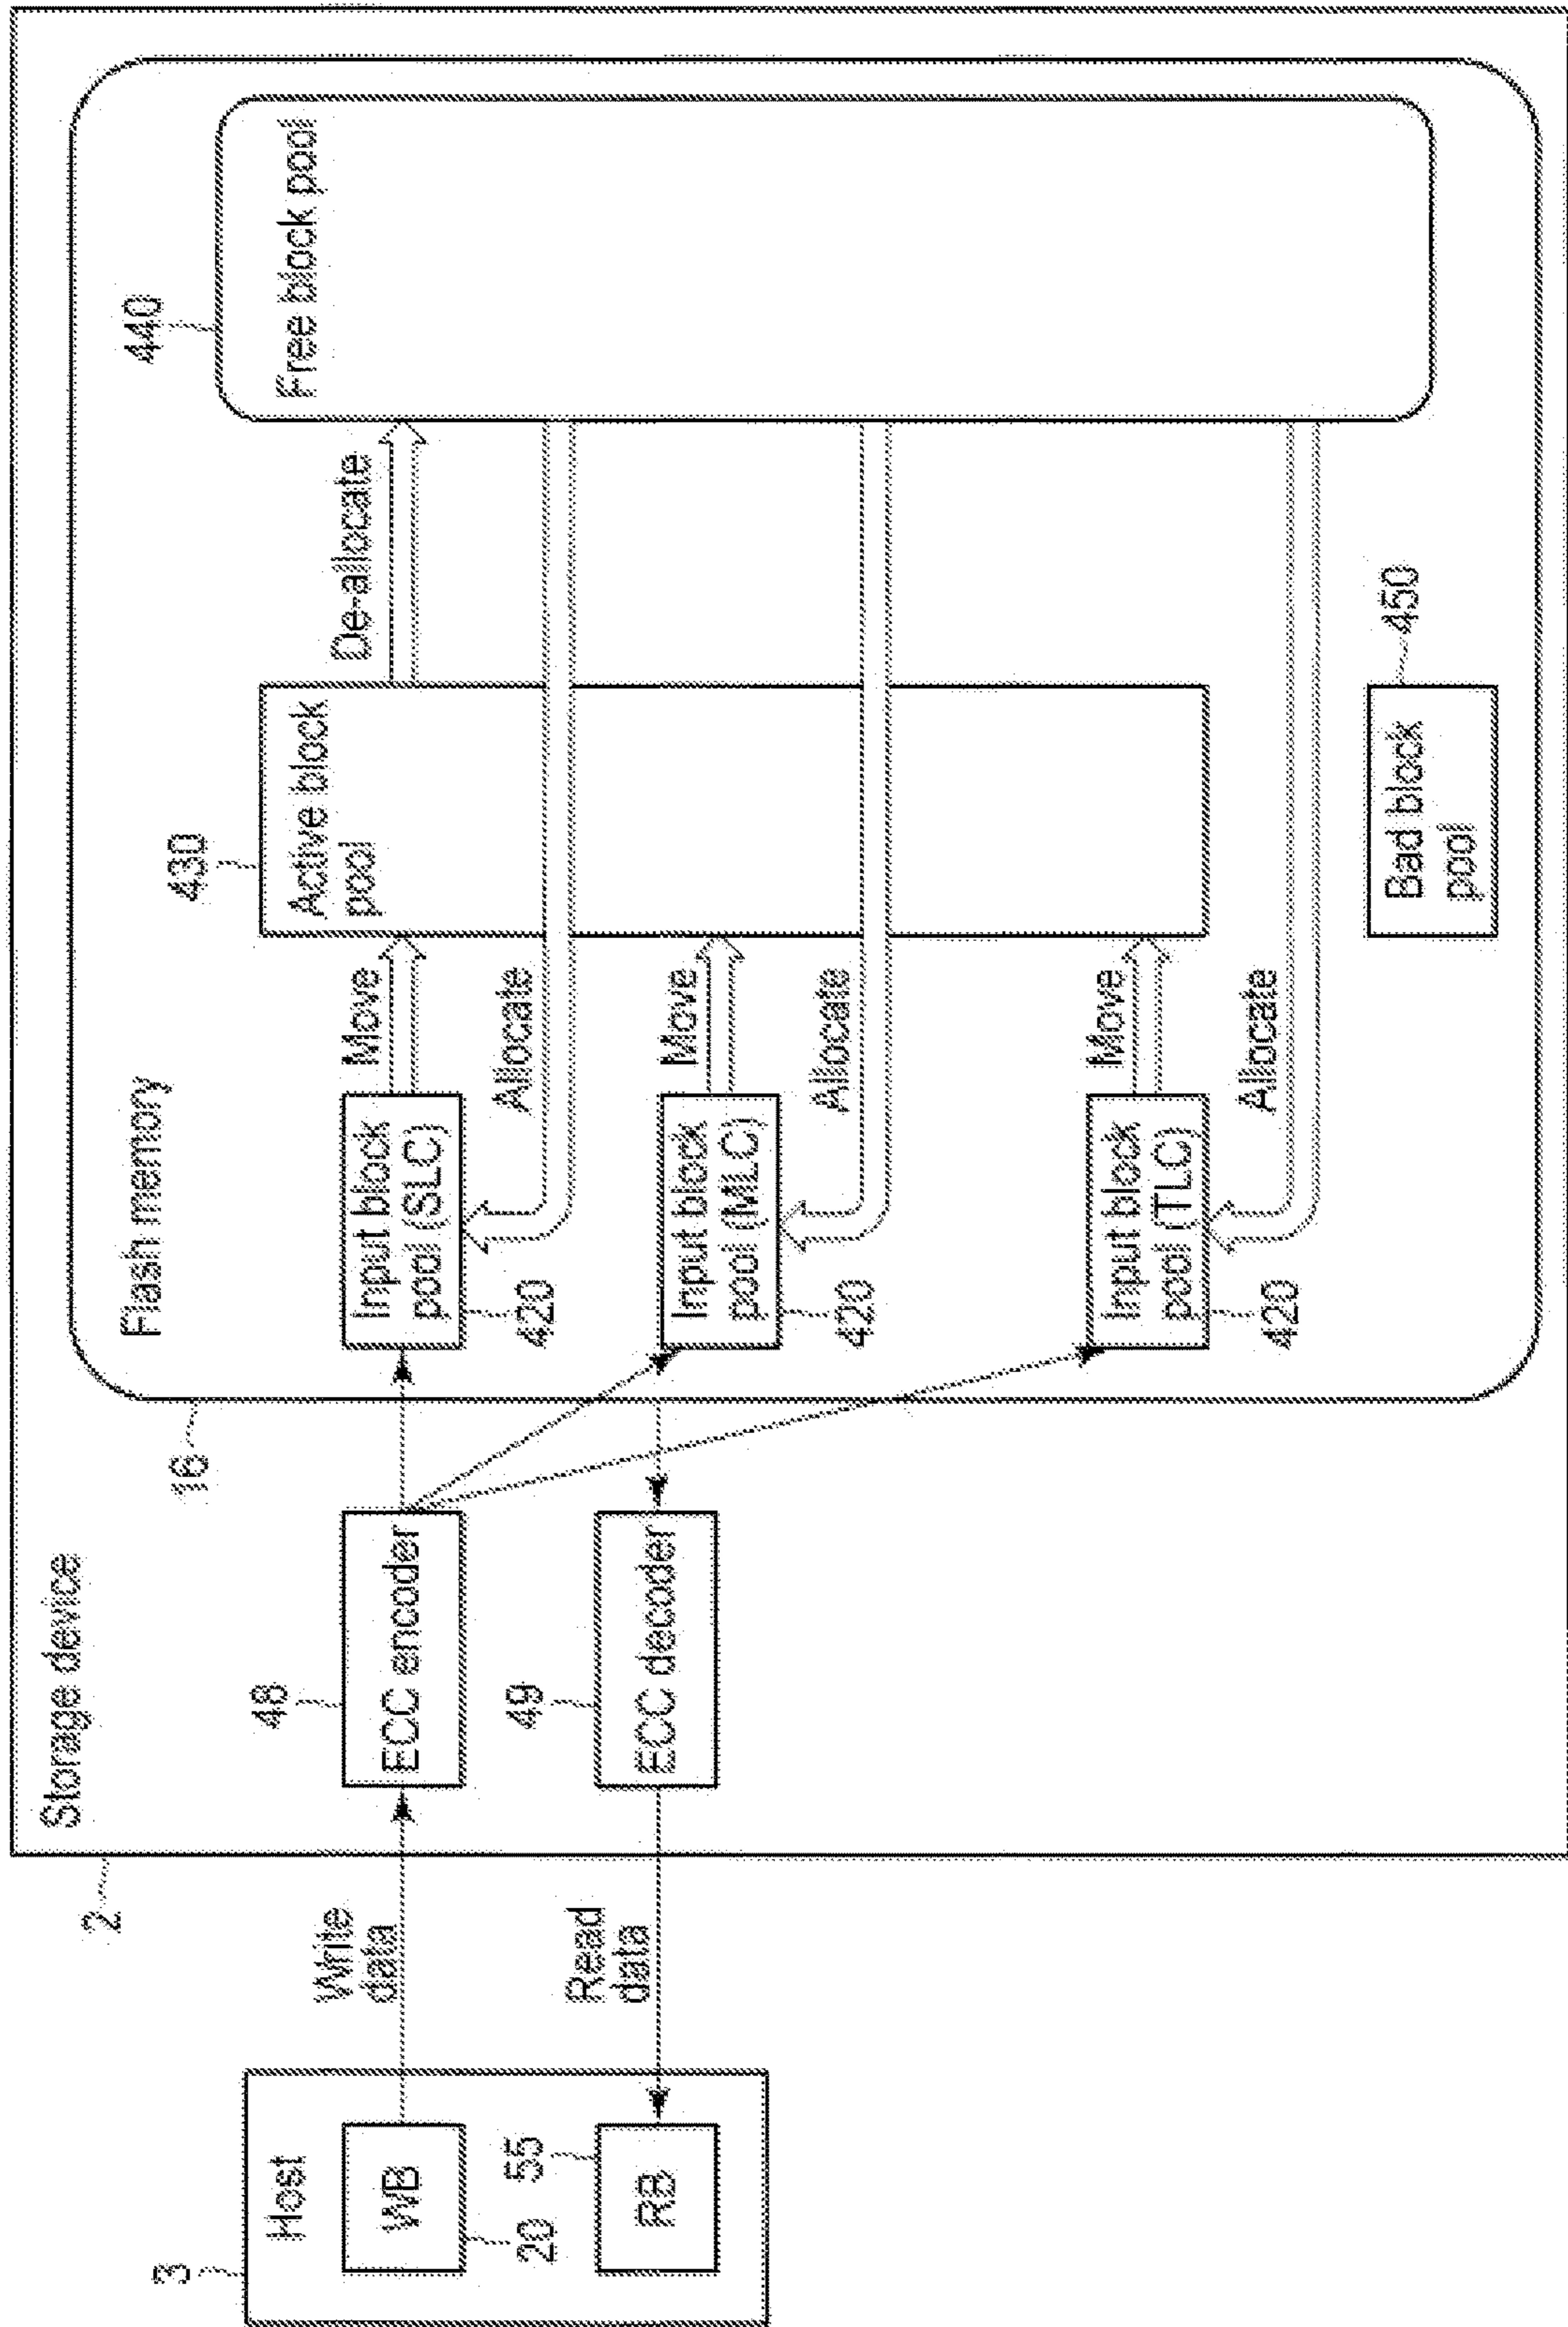 Storage device
2
Flash memory
16
3
Host
WB
20
55
RB
Write
data
Read
data
48
ECC encoder
49
ECC decoder
Input block
pool (SLC)
420
Input block
pool (MLC)
420
Input block
pool (TLC)
420
Move
Allocate
Move
Allocate
Move
Allocate
430
Active block
pool
De-allocate
440
Free block pool
Bad block
pool
450